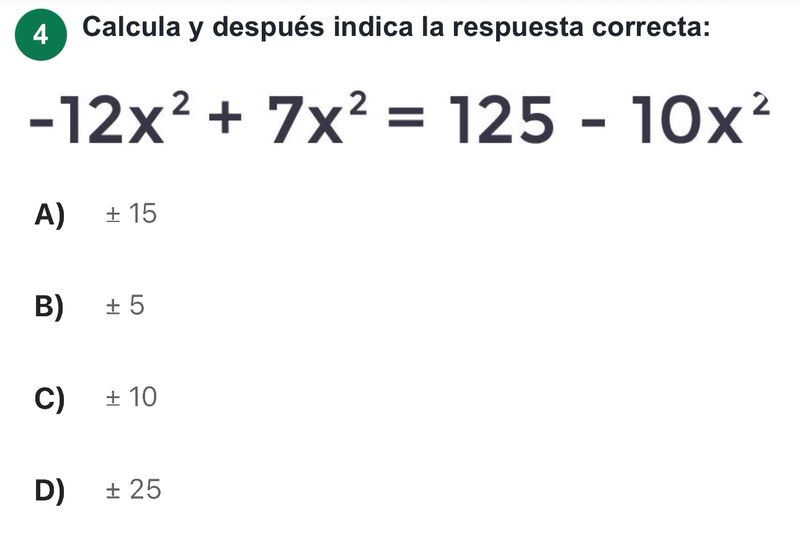 4 Calcula y después indica la respuesta correcta:
-12x² + 7x² = 125 - 10x²
A) ± 15
B) ± 5
C) ± 10
D) ± 25